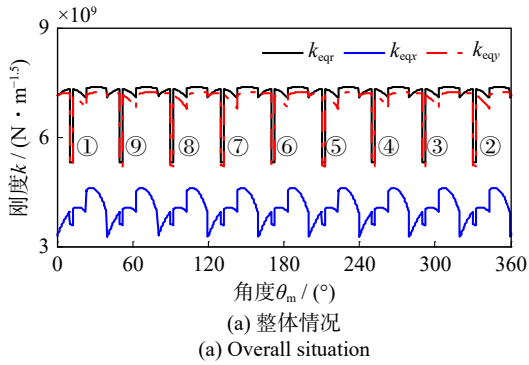 ×10⁹
9
k_eqr k_eqx k_eqy
7
① ⑨ ⑧ ⑦ ⑥ ⑤ ④ ③ ②
5
刚度k / (N · m⁻¹·⁵)
3
0 60 120 180 240 300 360
角度θ_m / (°)
(a) 整体情况
(a) Overall situation